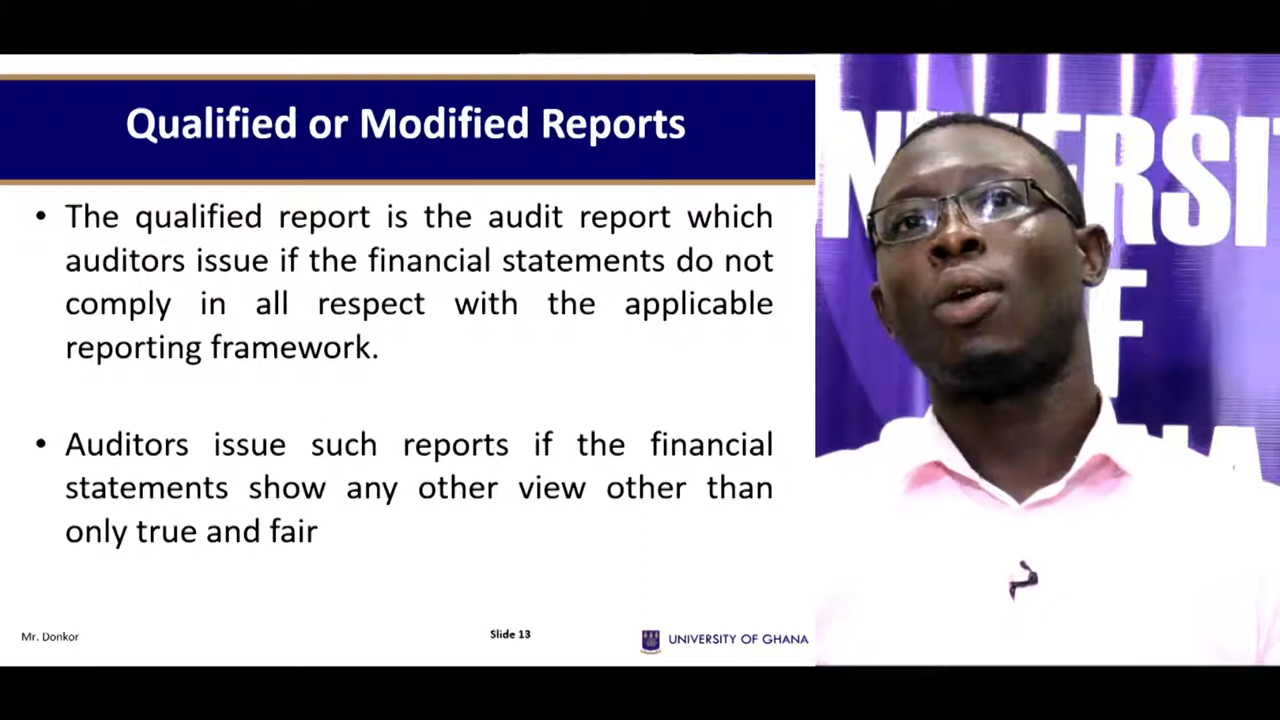 Qualified or Modified Reports
• The qualified report is the audit report which
auditors issue if the financial statements do not
comply in all respect with the applicable
reporting framework.
• Auditors issue such reports if the financial
statements show any other view other than
only true and fair
Mr. Donkor
Slide 13
UNIVERSITY OF GHANA
NIVERSIT
F
NA